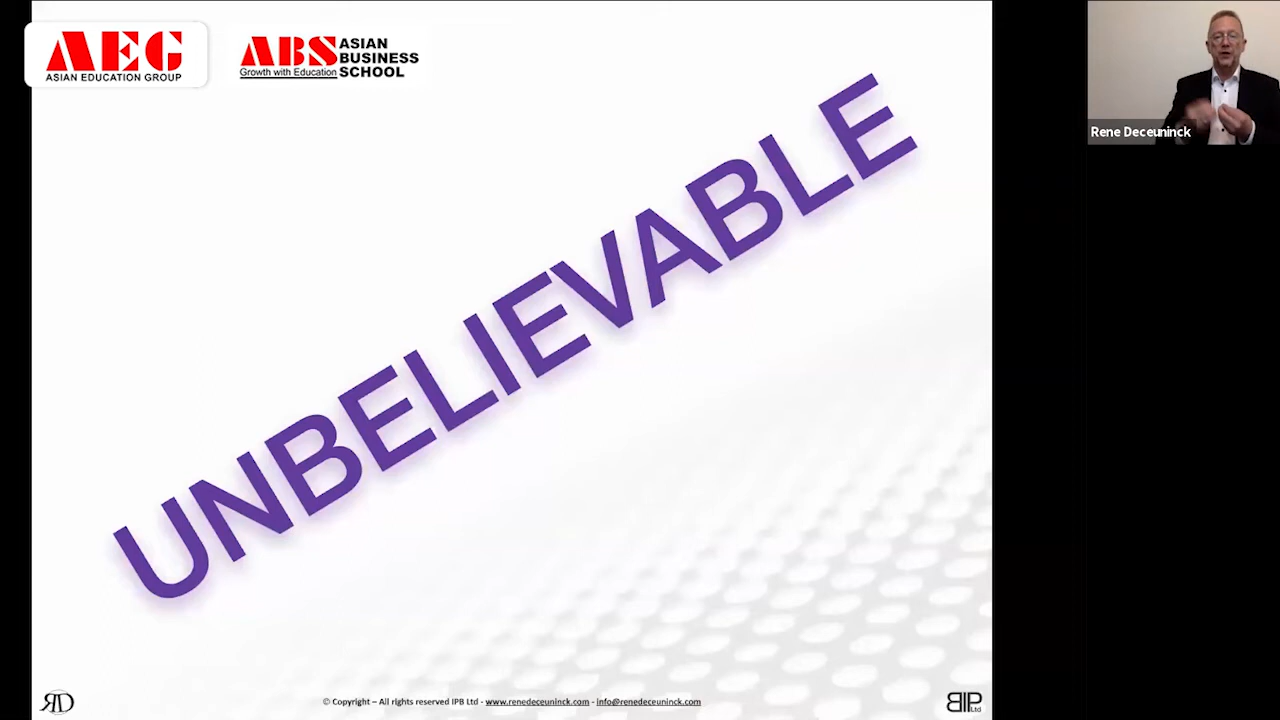 AEG
ASIAN EDUCATION GROUP
ABS
Growth with Education
ASIAN
BUSINESS
SCHOOL
Rene Deceuninck
UNBELIEVABLE
RD
© Copyright – All rights reserved IPB Ltd - www.renedeceuninck.com - info@renedeceuninck.com
BIP
Ltd